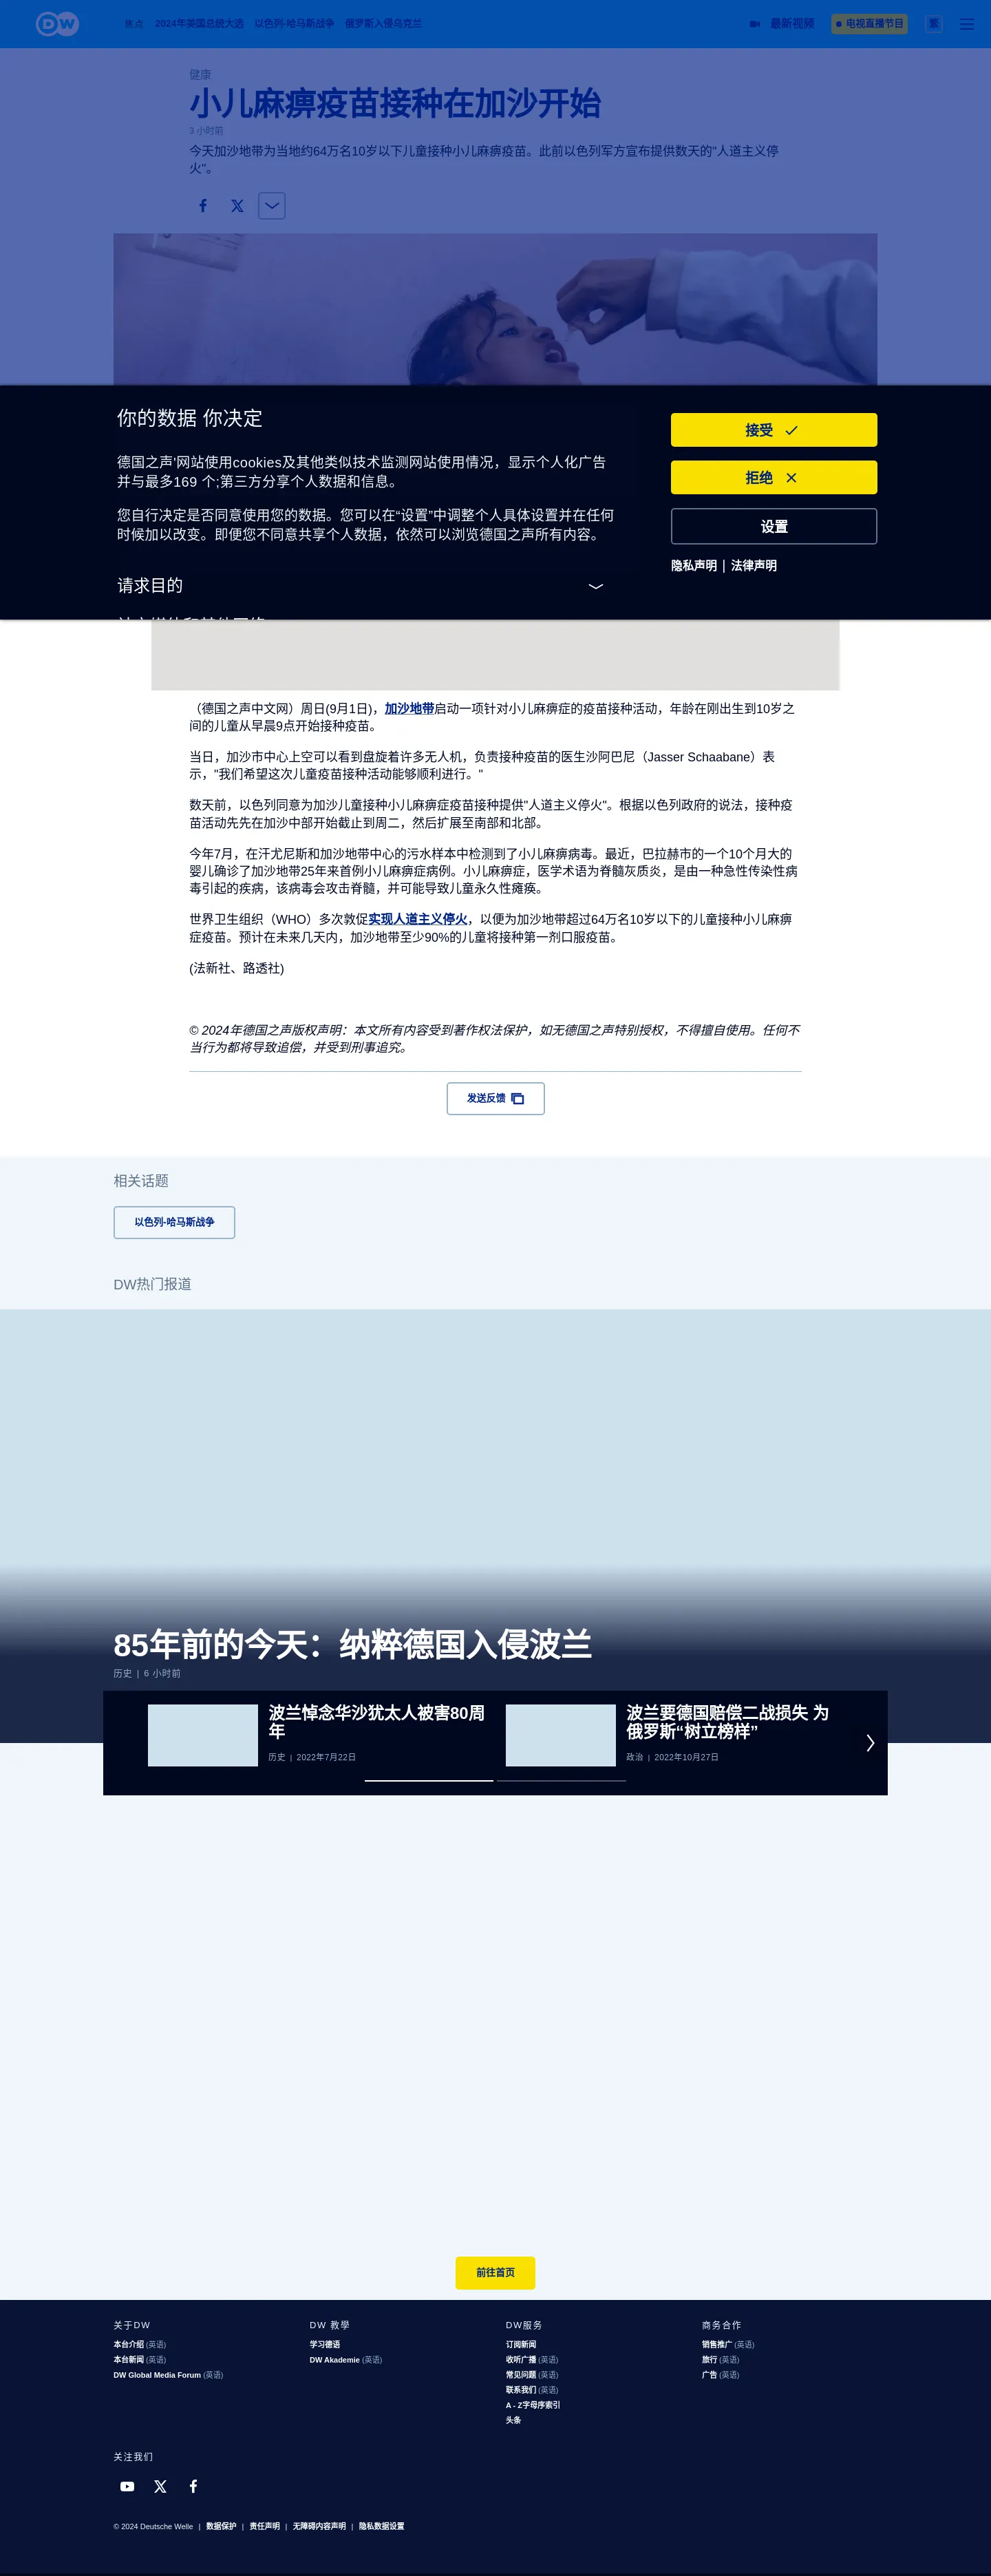 DW
焦点 2024年美国总统大选 以色列-哈马斯战争 俄罗斯入侵乌克兰
最新视频
电视直播节目
繁
健康
小儿麻痹疫苗接种在加沙开始
3 小时前
今天加沙地带为当地约64万名10岁以下儿童接种小儿麻痹疫苗。此前以色列军方宣布提供数天的"人道主义停
火"。
你的数据 你决定
德国之声'网站使用cookies及其他类似技术监测网站使用情况，显示个人化广告
并与最多169 个;第三方分享个人数据和信息。
您自行决定是否同意使用您的数据。您可以在“设置”中调整个人具体设置并在任何
时候加以改变。即便您不同意共享个人数据，依然可以浏览德国之声所有内容。
请求目的
接受
拒绝
设置
隐私声明 | 法律声明
（德国之声中文网）周日(9月1日)，加沙地带启动一项针对小儿麻痹症的疫苗接种活动，年龄在刚出生到10岁之
间的儿童从早晨9点开始接种疫苗。
当日，加沙市中心上空可以看到盘旋着许多无人机，负责接种疫苗的医生沙阿巴尼（Jasser Schaabane）表
示，"我们希望这次儿童疫苗接种活动能够顺利进行。"
数天前，以色列同意为加沙儿童接种小儿麻痹症疫苗接种提供"人道主义停火"。根据以色列政府的说法，接种疫
苗活动先先在加沙中部开始截止到周二，然后扩展至南部和北部。
今年7月，在汗尤尼斯和加沙地带中心的污水样本中检测到了小儿麻痹病毒。最近，巴拉赫市的一个10个月大的
婴儿确诊了加沙地带25年来首例小儿麻痹症病例。小儿麻痹症，医学术语为脊髓灰质炎，是由一种急性传染性病
毒引起的疾病，该病毒会攻击脊髓，并可能导致儿童永久性瘫痪。
世界卫生组织（WHO）多次敦促实现人道主义停火，以便为加沙地带超过64万名10岁以下的儿童接种小儿麻痹
症疫苗。预计在未来几天内，加沙地带至少90%的儿童将接种第一剂口服疫苗。
(法新社、路透社)
© 2024年德国之声版权声明：本文所有内容受到著作权法保护，如无德国之声特别授权，不得擅自使用。任何不
当行为都将导致追偿，并受到刑事追究。
发送反馈
相关话题
以色列-哈马斯战争
DW热门报道
85年前的今天：纳粹德国入侵波兰
历史 | 6 小时前
波兰悼念华沙犹太人被害80周
年
历史 | 2022年7月22日
波兰要德国赔偿二战损失 为
俄罗斯“树立榜样”
政治 | 2022年10月27日
前往首页
关于DW
本台介绍 (英语)
本台新闻 (英语)
DW Global Media Forum (英语)
DW 教學
学习德语
DW Akademie (英语)
DW服务
订阅新闻
收听广播 (英语)
常见问题 (英语)
联系我们 (英语)
A - Z字母序索引
头条
商务合作
销售推广 (英语)
旅行 (英语)
广告 (英语)
关注我们
© 2024 Deutsche Welle | 数据保护 | 责任声明 | 无障碍内容声明 | 隐私数据设置